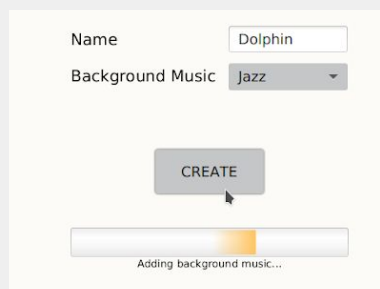 Name Dolphin
Background Music Jazz
CREATE
Adding background music...